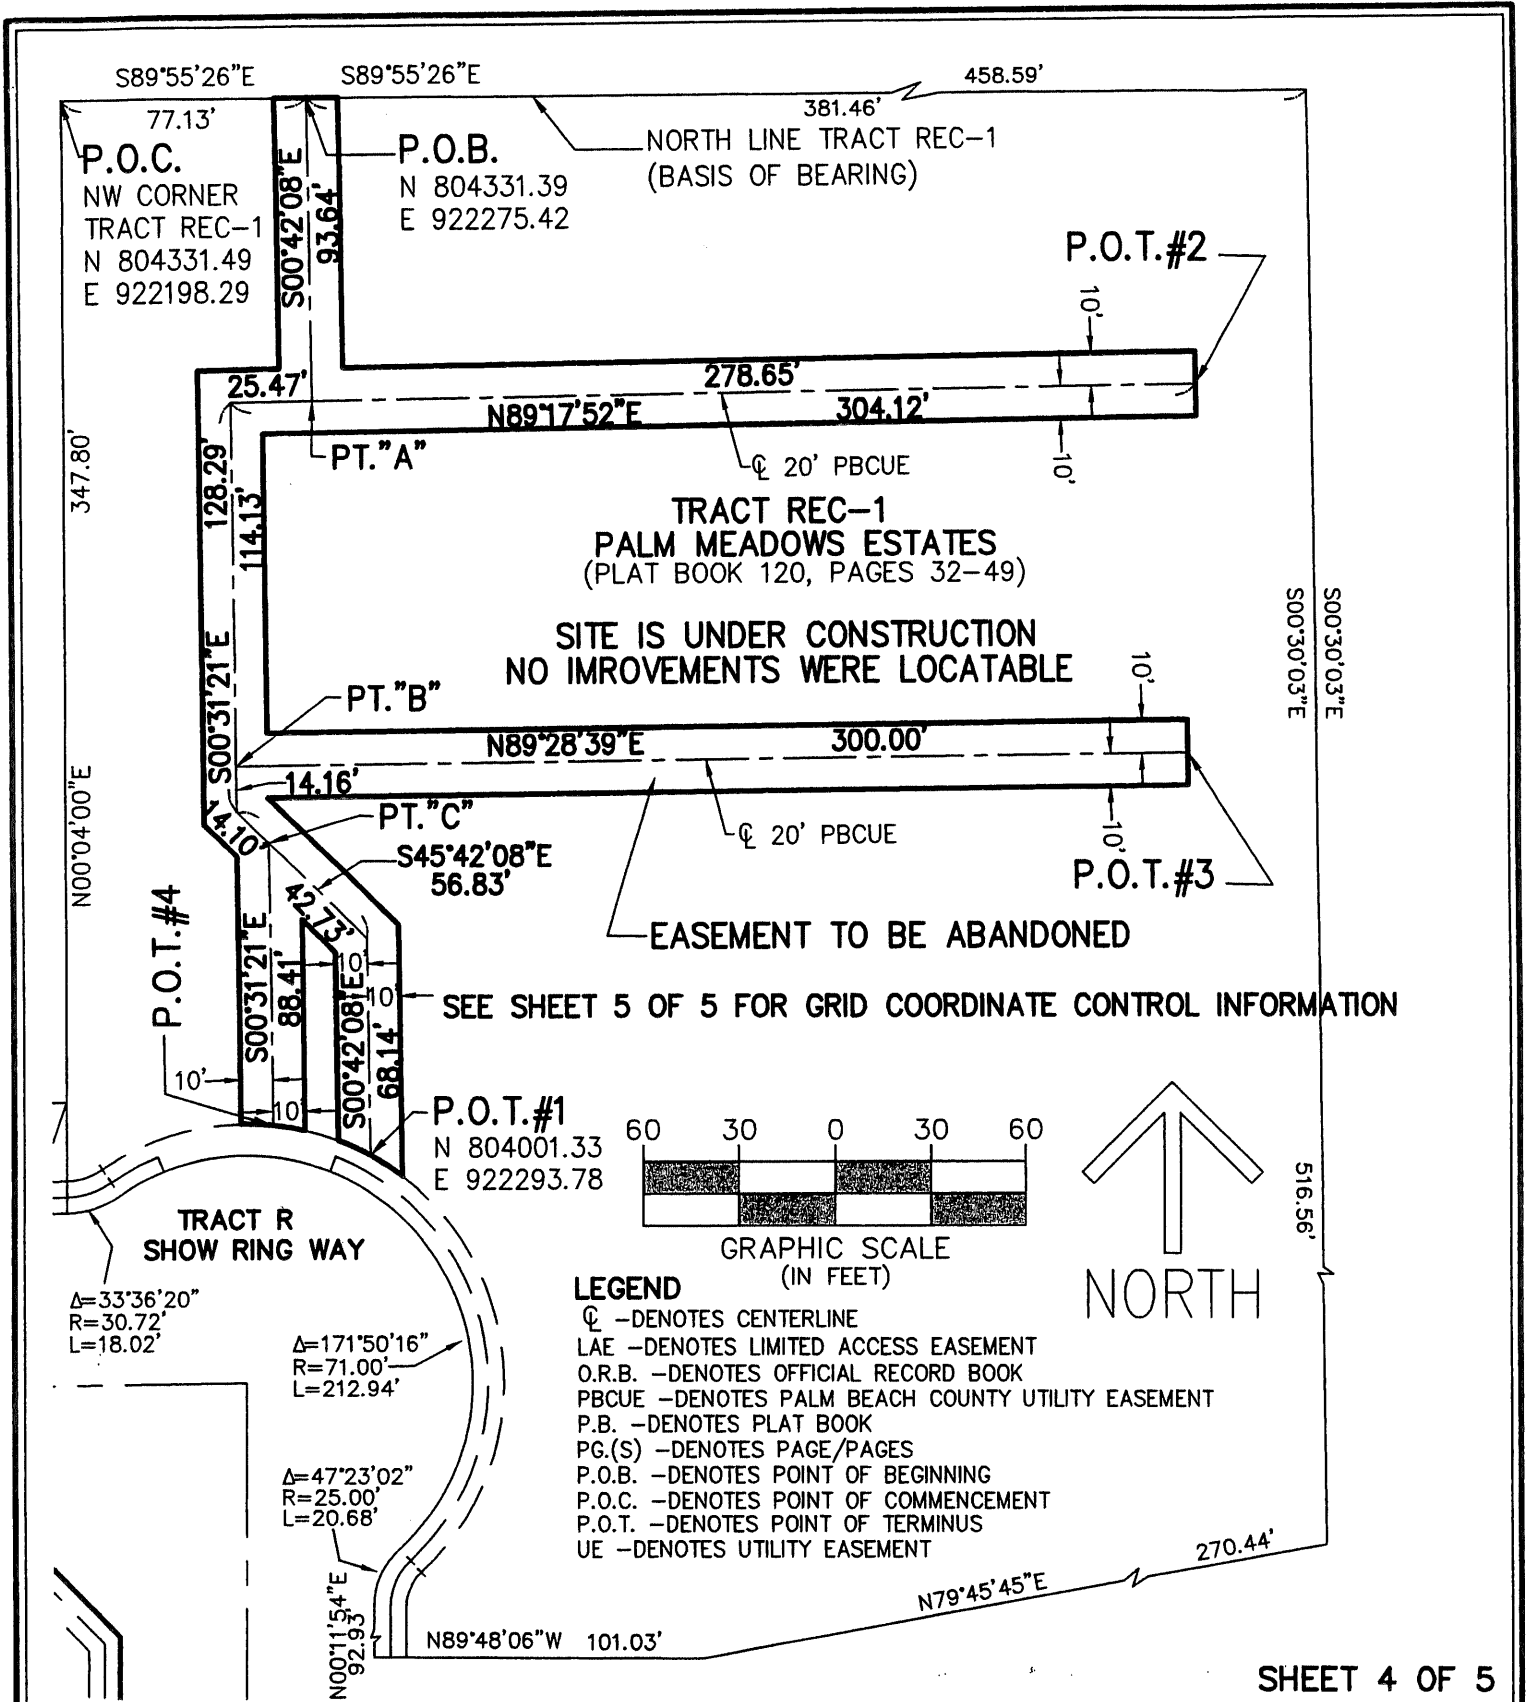 S89°55'26"E
S89°55'26"E
458.59'
77.13'
381.46'
P.O.C.
NW CORNER
TRACT REC-1
N 804331.49
E 922198.29
S00°42'08"E
93.64'
P.O.B.
N 804331.39
E 922275.42
NORTH LINE TRACT REC-1
(BASIS OF BEARING)
P.O.T.#2
10'
25.47'
278.65'
N89°17'52"E
304.12'
PT."A"
℄ 20' PBCUE
10'
347.80'
128.29'
114.13'
TRACT REC-1
PALM MEADOWS ESTATES
(PLAT BOOK 120, PAGES 32-49)
SITE IS UNDER CONSTRUCTION
NO IMROVEMENTS WERE LOCATABLE
S00°30'03"E
S00°30'03"E
S00°31'21"E
PT."B"
10'
N89°28'39"E
300.00'
14.16'
N00°04'00"E
PT."C"
14.10'
℄ 20' PBCUE
10'
S45°42'08"E
56.83'
P.O.T.#3
P.O.T.#4
42.73'
EASEMENT TO BE ABANDONED
S00°31'21"E
88.41'
10'
10'
S00°42'08"E
68.14'
SEE SHEET 5 OF 5 FOR GRID COORDINATE CONTROL INFORMATION
10'
10'
P.O.T.#1
N 804001.33
E 922293.78
60 30 0 30 60
GRAPHIC SCALE
(IN FEET)
NORTH
516.56'
TRACT R
SHOW RING WAY
Δ=33°36'20"
R=30.72'
L=18.02'
Δ=171°50'16"
R=71.00'
L=212.94'
Δ=47°23'02"
R=25.00'
L=20.68'
LEGEND
℄ -DENOTES CENTERLINE
LAE -DENOTES LIMITED ACCESS EASEMENT
O.R.B. -DENOTES OFFICIAL RECORD BOOK
PBCUE -DENOTES PALM BEACH COUNTY UTILITY EASEMENT
P.B. -DENOTES PLAT BOOK
PG.(S) -DENOTES PAGE/PAGES
P.O.B. -DENOTES POINT OF BEGINNING
P.O.C. -DENOTES POINT OF COMMENCEMENT
P.O.T. -DENOTES POINT OF TERMINUS
UE -DENOTES UTILITY EASEMENT
270.44'
N79°45'45"E
N00°11'54"E
92.93'
N89°48'06"W 101.03'
SHEET 4 OF 5